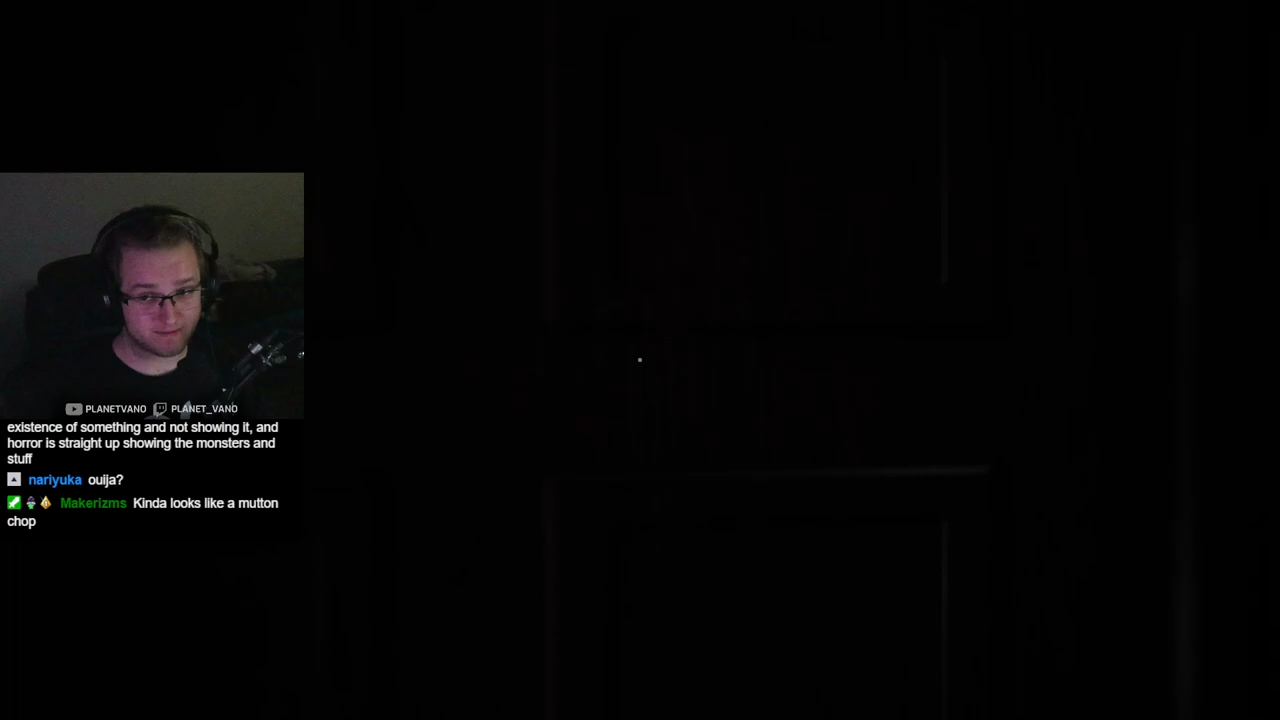 PLANETVANO PLANET_VANO
existence of something and not showing it, and
horror is straight up showing the monsters and
stuff
nariyuka ouija?
Makerizms Kinda looks like a mutton
chop